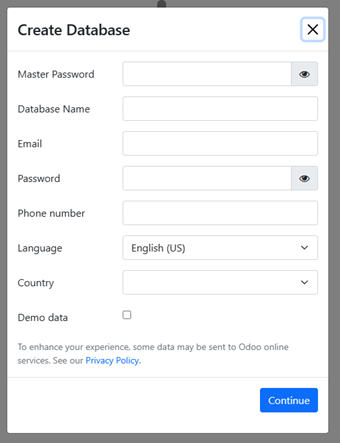 Create Database
Master Password
Database Name
Email
Password
Phone number
Language English (US)
Country
Demo data
To enhance your experience, some data may be sent to Odoo online
services. See our Privacy Policy.
Continue